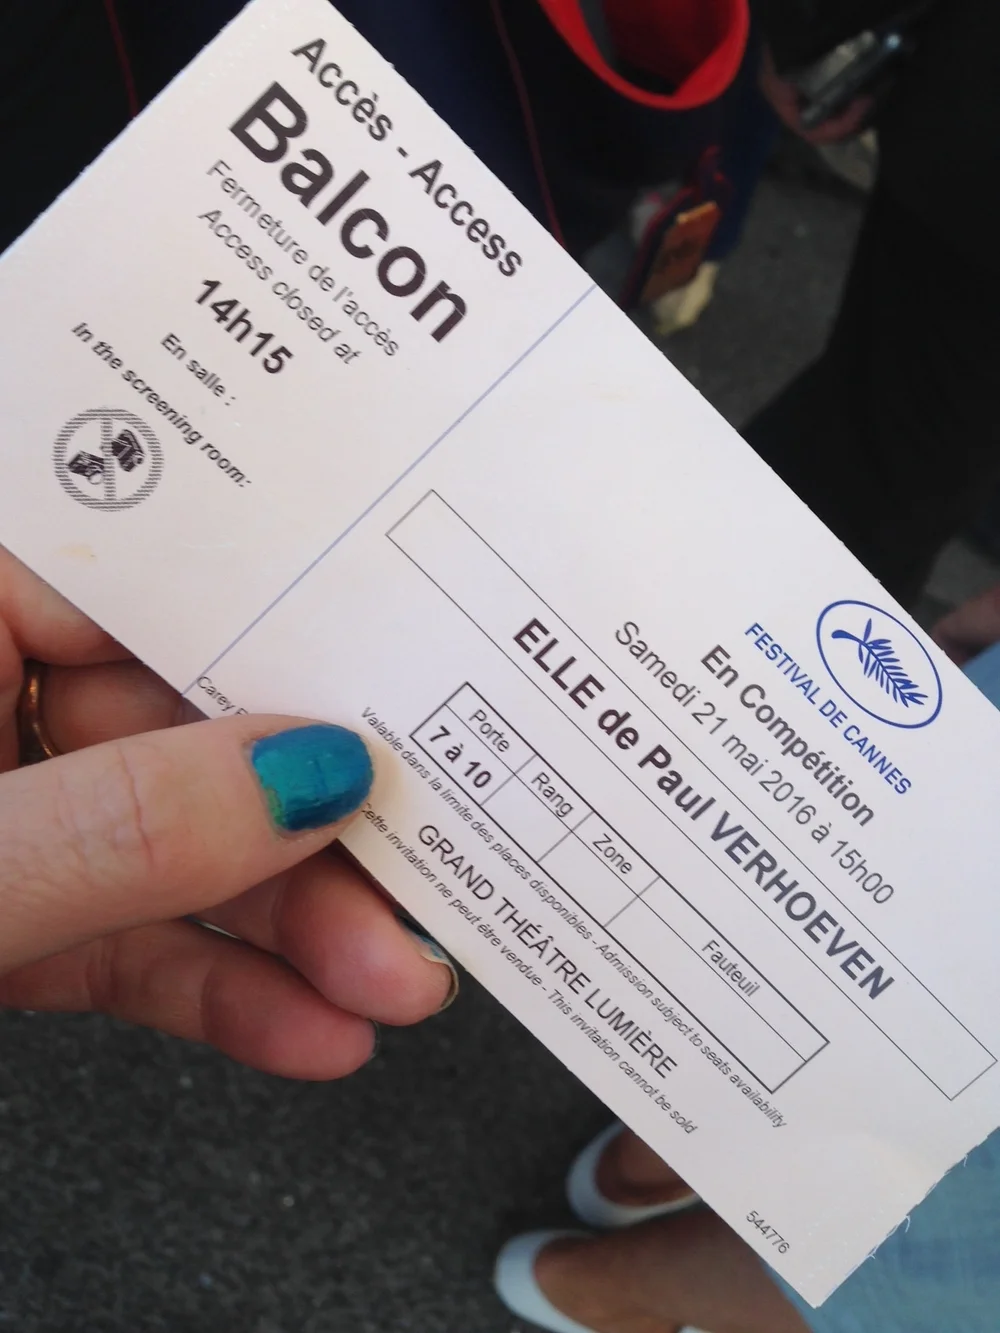 Accès - Access
Balcon
Fermeture de l'accès
Access closed at
14h15
En salle :
In the screening room:
FESTIVAL DE CANNES
En Compétition
Samedi 21 mai 2016 à 15h00
ELLE de Paul VERHOEVEN
Porte Rang Zone Fauteuil
7 à 10
Valable dans la limite des places disponibles - Admission subject to seats availability
GRAND THÉÂTRE LUMIÈRE
Cette invitation ne peut être vendue - This invitation cannot be sold
Carey
544776